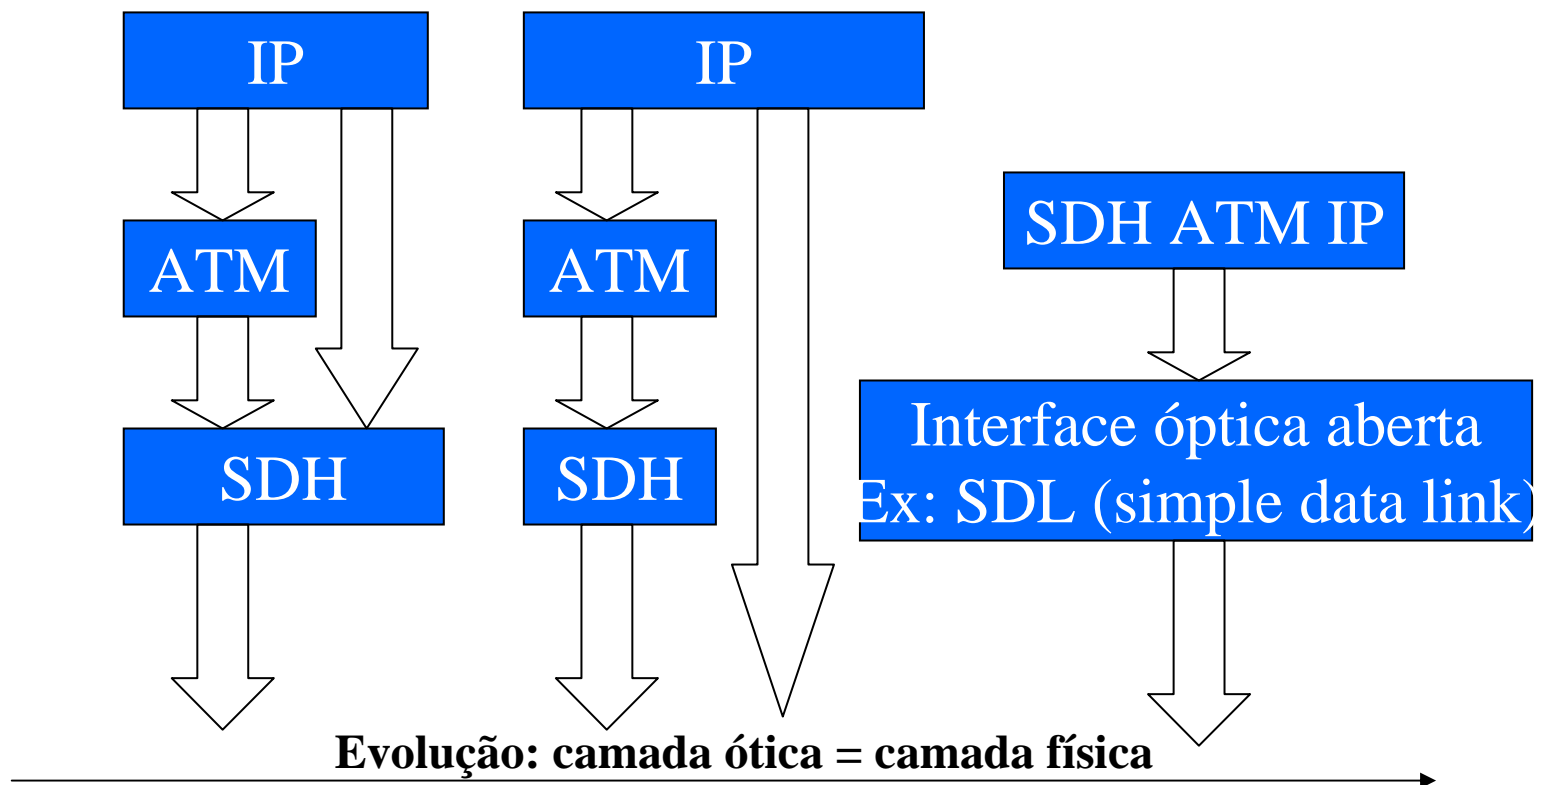 IP
IP
SDH ATM IP
ATM
ATM
Interface óptica aberta
Ex: SDL (simple data link)
SDH
SDH
Evolução: camada ótica = camada física